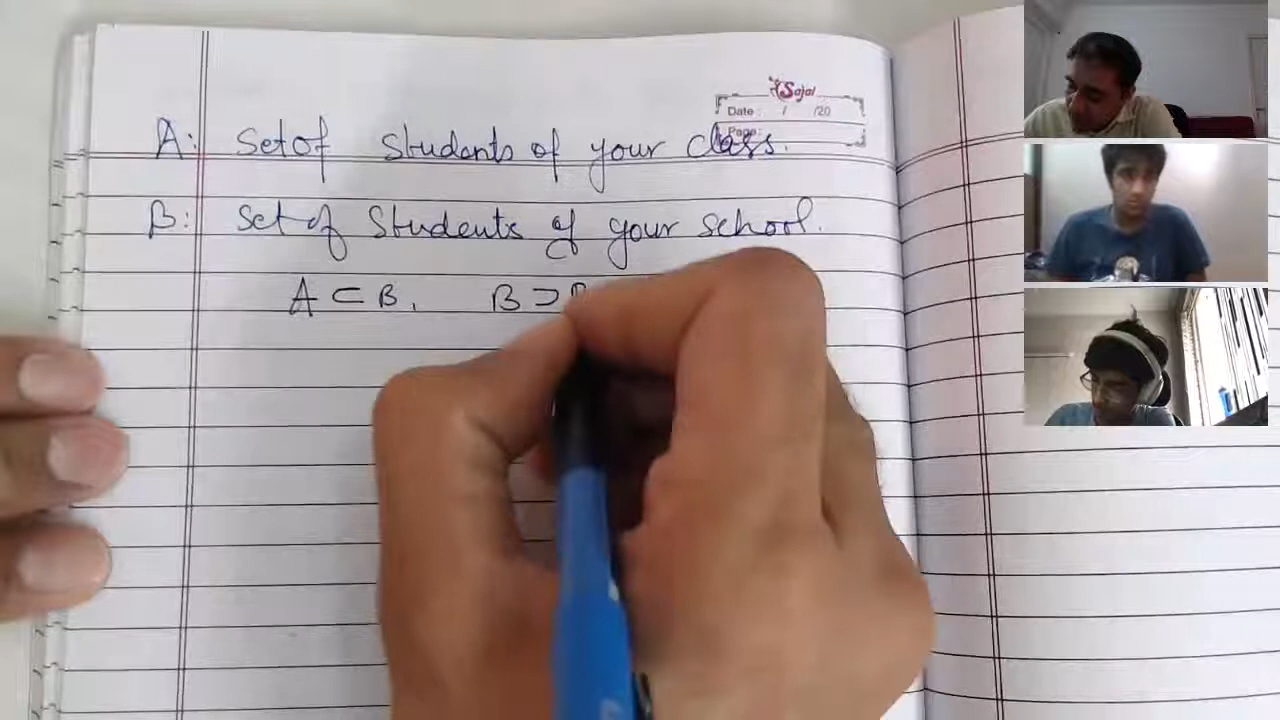 Sajal
Date : / /20
Page:
A: Set of Students of your class.
B: Set of Students of your school.
A ⊂ B, B ⊃